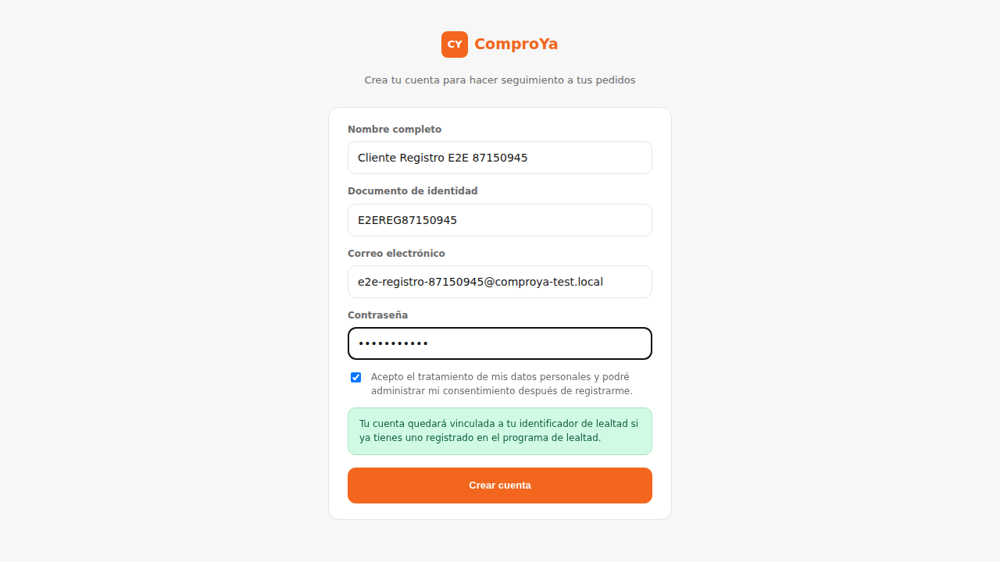 CY ComproYa
Crea tu cuenta para hacer seguimiento a tus pedidos
Nombre completo
Cliente Registro E2E 87150945
Documento de identidad
E2EREG87150945
Correo electrónico
e2e-registro-87150945@comproya-test.local
Contraseña
•••••••••••
Acepto el tratamiento de mis datos personales y podré
administrar mi consentimiento después de registrarme.
Tu cuenta quedará vinculada a tu identificador de lealtad si
ya tienes uno registrado en el programa de lealtad.
Crear cuenta